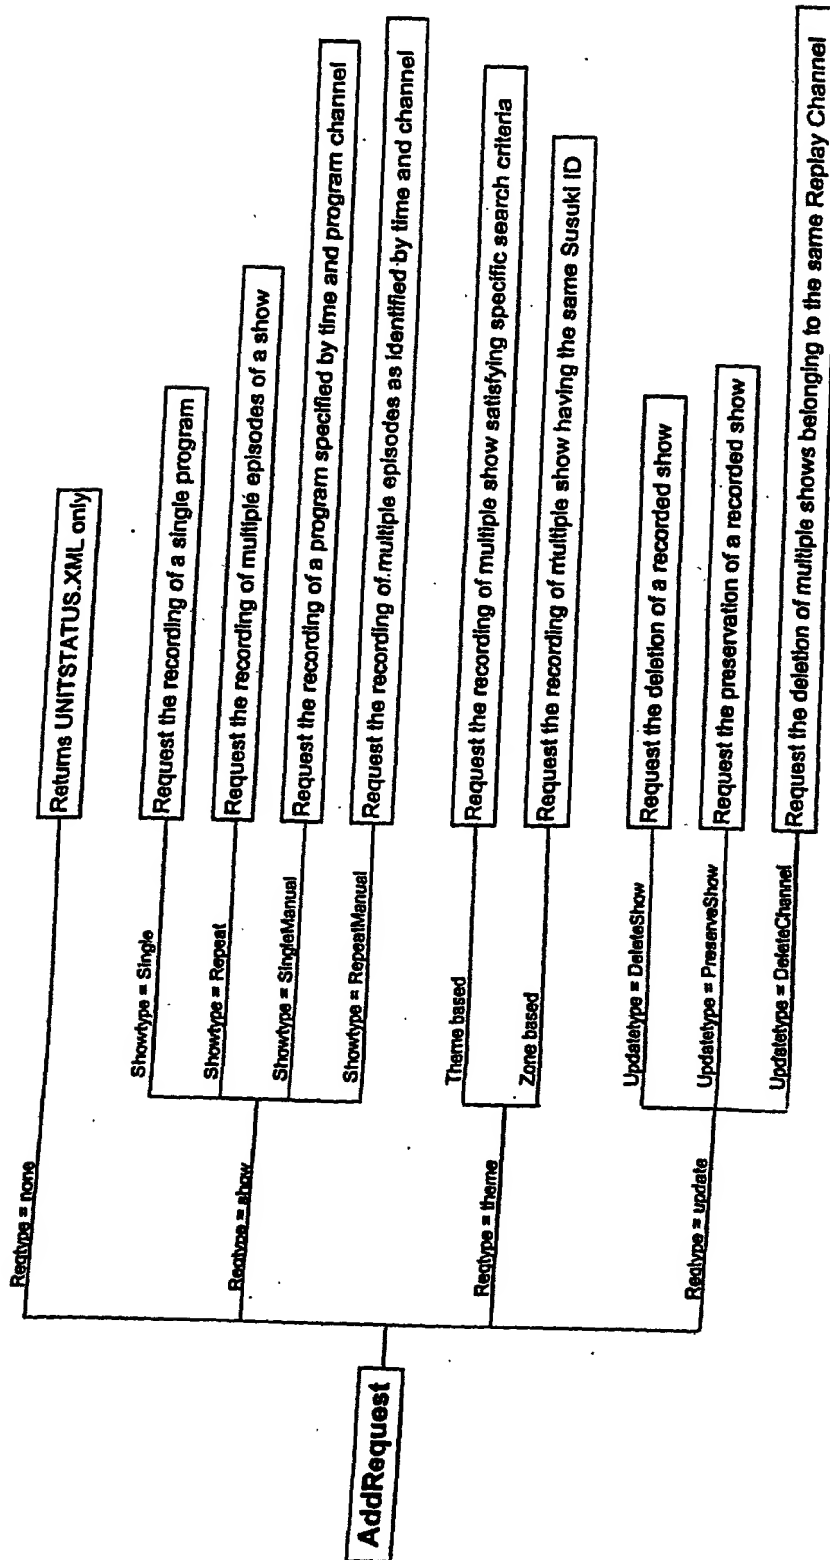 AddRequest
Reqtype = none
Returns UNITSTATUS.XML only
Reqtype = show
Showtype = Single
Request the recording of a single program
Showtype = Repeat
Request the recording of multiple episodes of a show
Showtype = SingleManual
Request the recording of a program specified by time and program channel
Showtype = RepeatManual
Request the recording of multiple episodes as identified by time and channel
Reqtype = theme
Theme based
Request the recording of multiple show satisfying specific search criteria
Zone based
Request the recording of multiple show having the same Susuki ID
Reqtype = update
Updatetype = DeleteShow
Request the deletion of a recorded show
Updatetype = PreserveShow
Request the preservation of a recorded show
Updatetype = DeleteChannel
Request the deletion of multiple shows belonging to the same Replay Channel